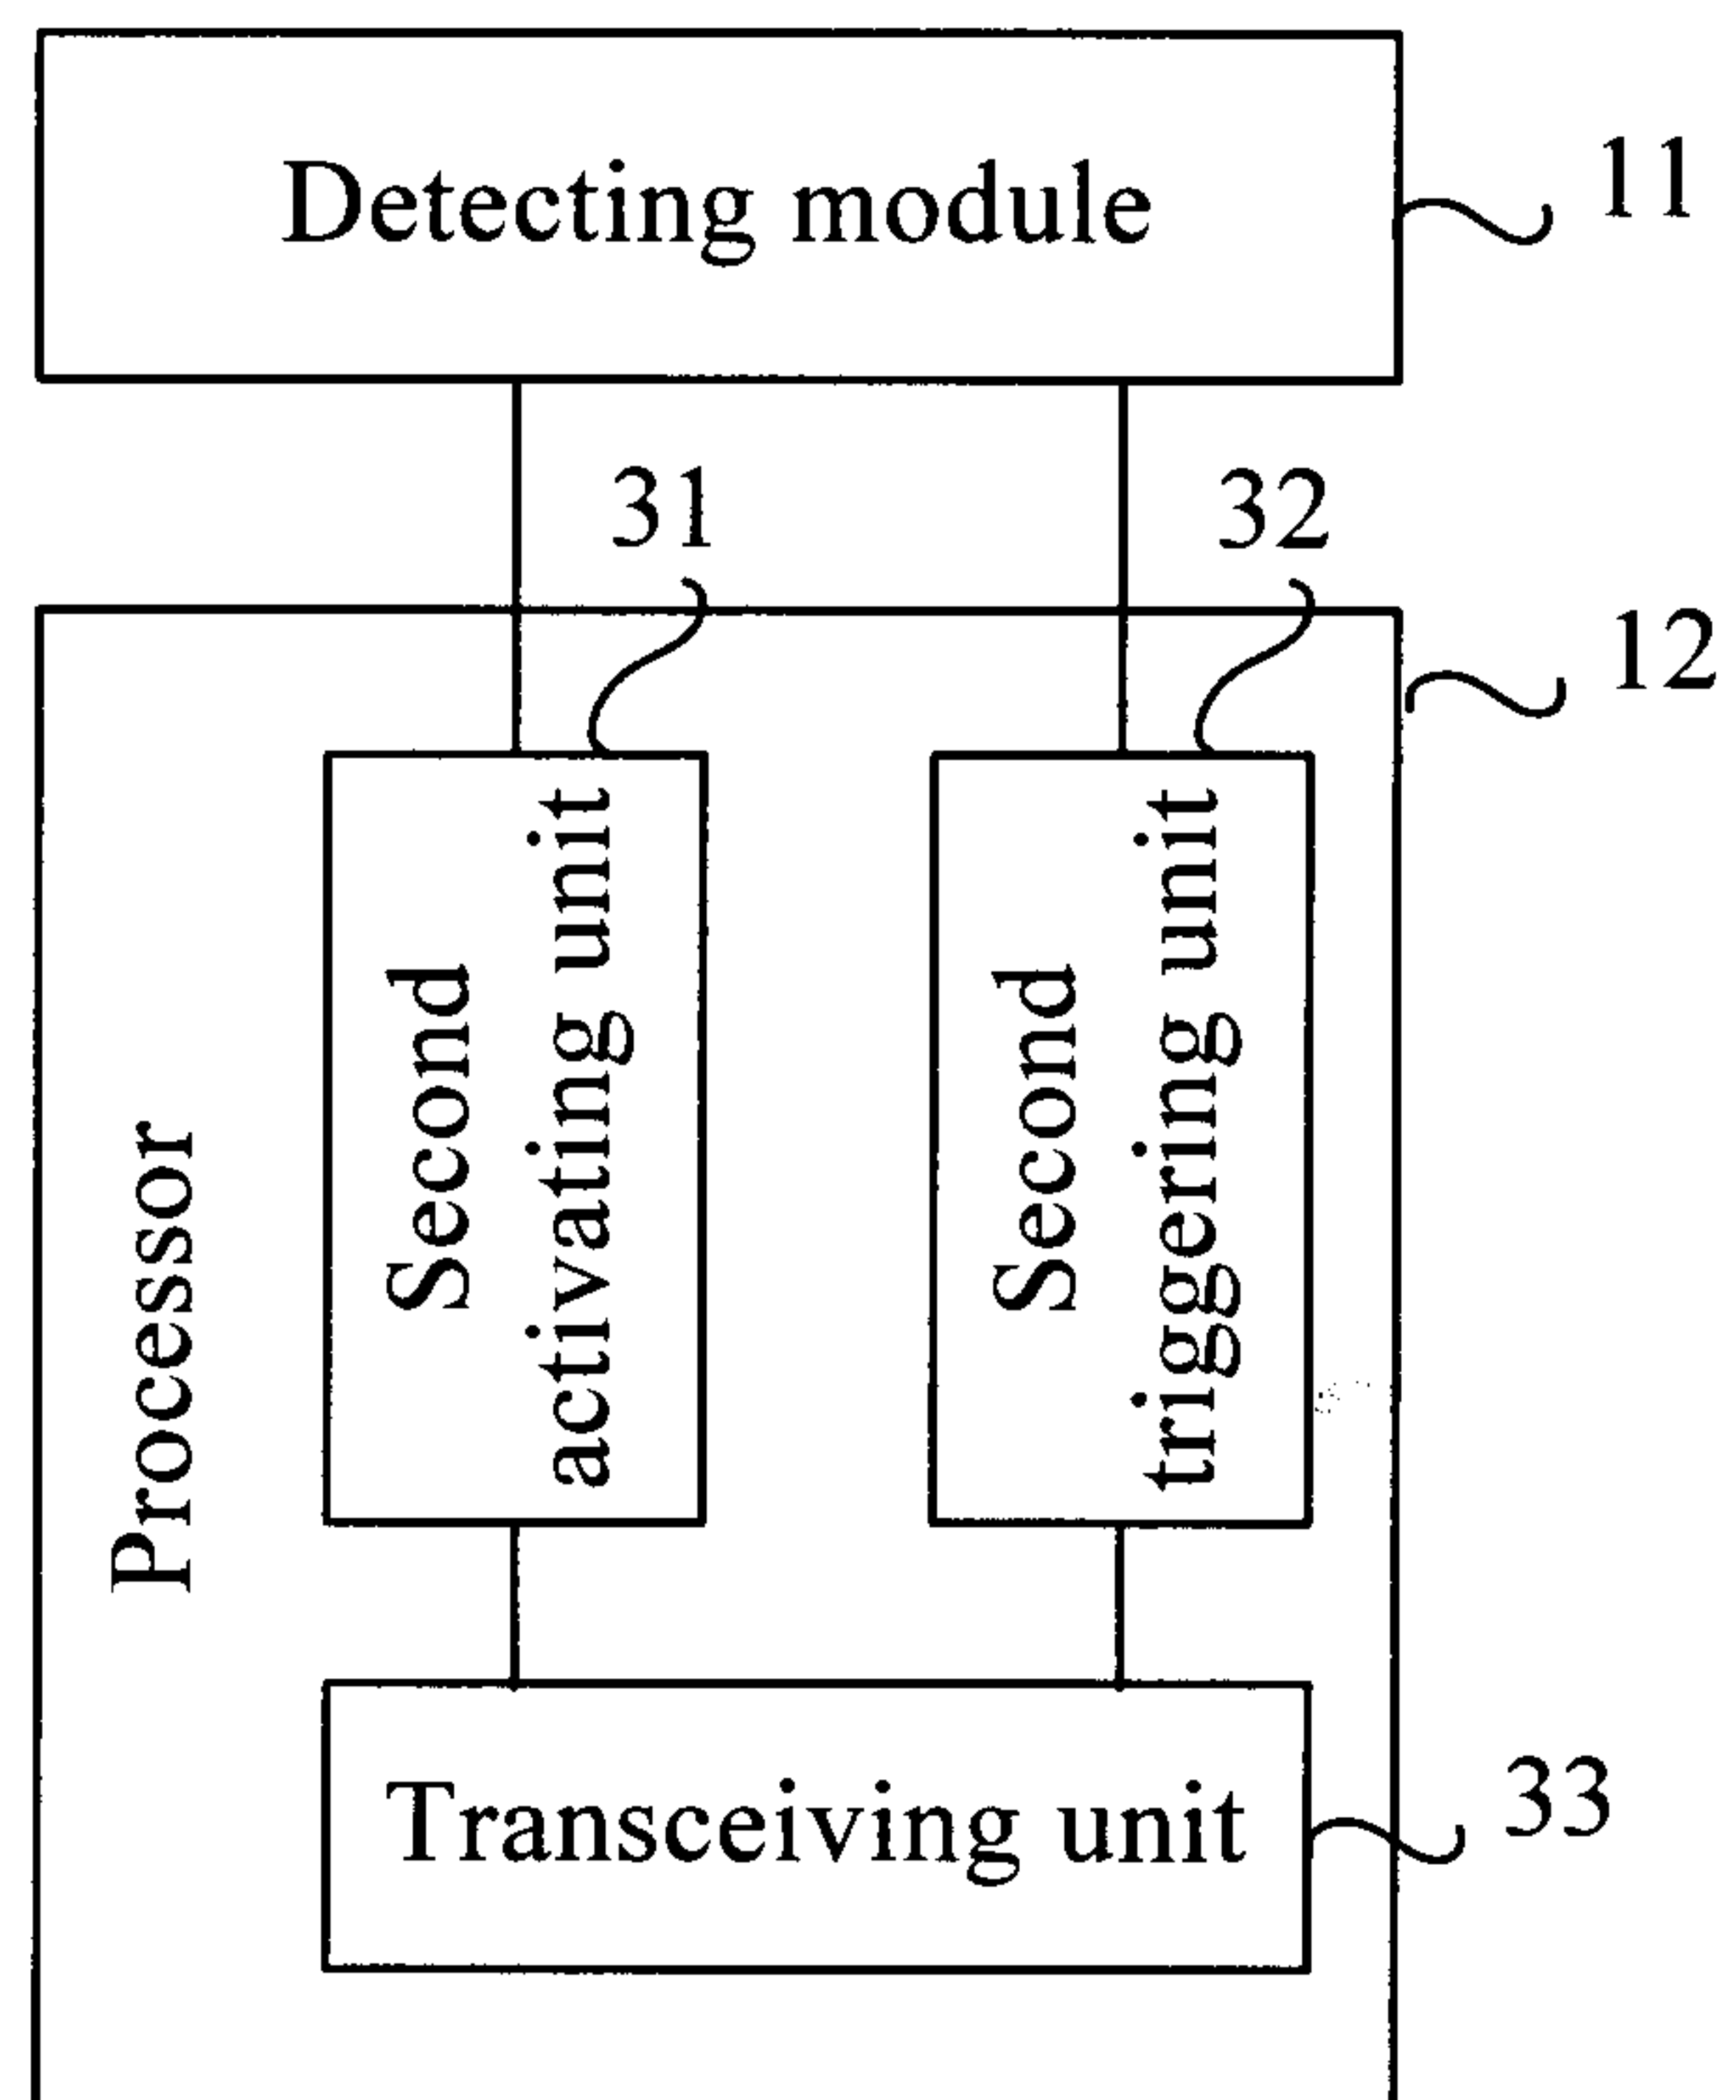 Detecting module
11
31
32
12
Processor
Second
activating unit
Second
triggering unit
Transceiving unit
33